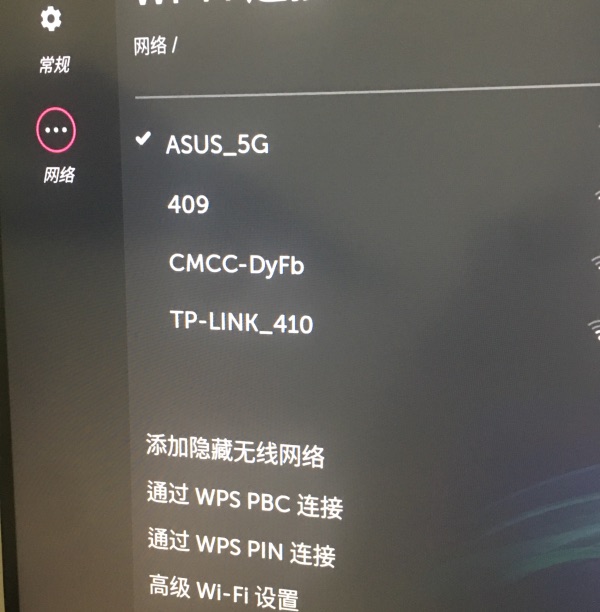 常规
网络 /
ASUS_5G
网络
409
CMCC-DyFb
TP-LINK_410
添加隐藏无线网络
通过 WPS PBC 连接
通过 WPS PIN 连接
高级 Wi-Fi 设置